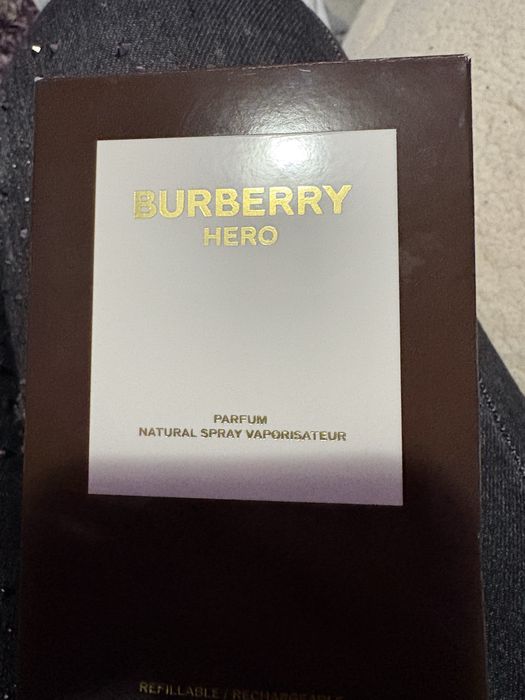 BURBERRY
HERO
PARFUM
NATURAL SPRAY VAPORISATEUR
REFILLABLE / RECHARGEABLE